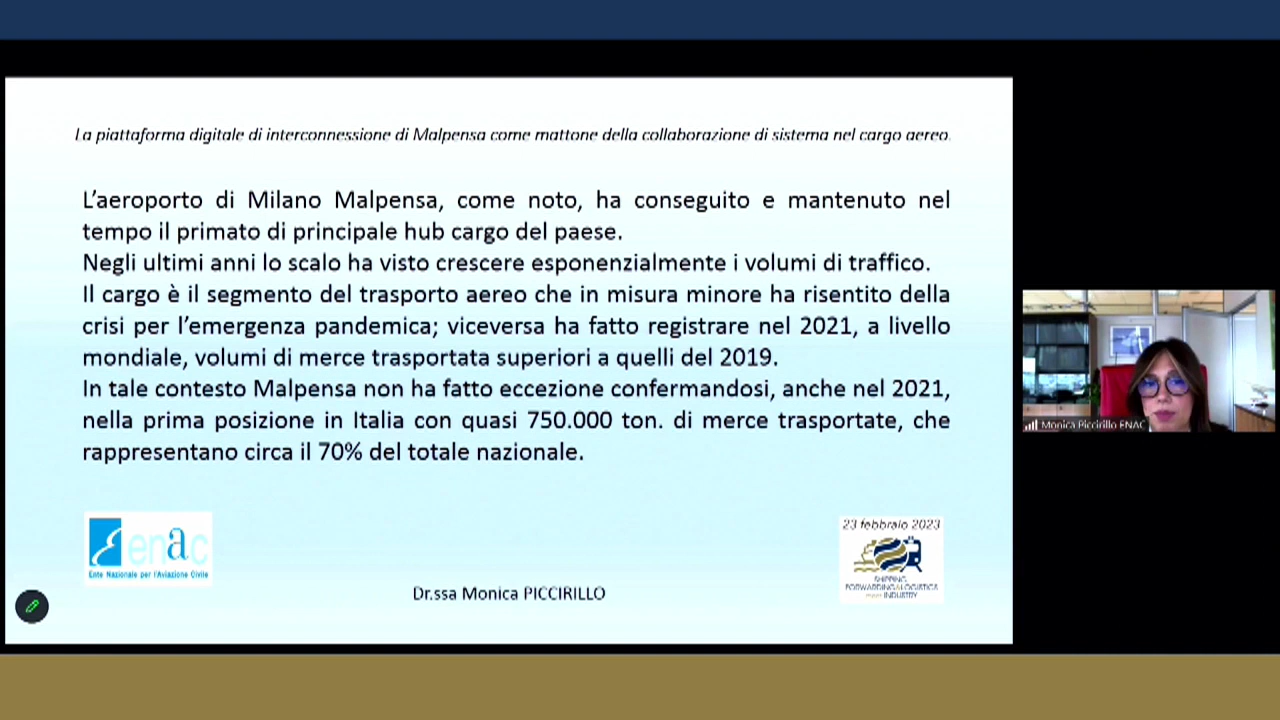 La piattaforma digitale di interconnessione di Malpensa come mattone della collaborazione di sistema nel cargo aereo.
L'aeroporto di Milano Malpensa, come noto, ha conseguito e mantenuto nel
tempo il primato di principale hub cargo del paese.
Negli ultimi anni lo scalo ha visto crescere esponenzialmente i volumi di traffico.
Il cargo è il segmento del trasporto aereo che in misura minore ha risentito della
crisi per l'emergenza pandemica; viceversa ha fatto registrare nel 2021, a livello
mondiale, volumi di merce trasportata superiori a quelli del 2019.
In tale contesto Malpensa non ha fatto eccezione confermandosi, anche nel 2021,
nella prima posizione in Italia con quasi 750.000 ton. di merce trasportate, che
rappresentano circa il 70% del totale nazionale.
enac
Ente Nazionale per l'Aviazione Civile
Dr.ssa Monica PICCIRILLO
23 febbraio 2023
SHIPPING
FORWARDING&LOGISTICS
meet INDUSTRY
Monica Piccirillo ENAC